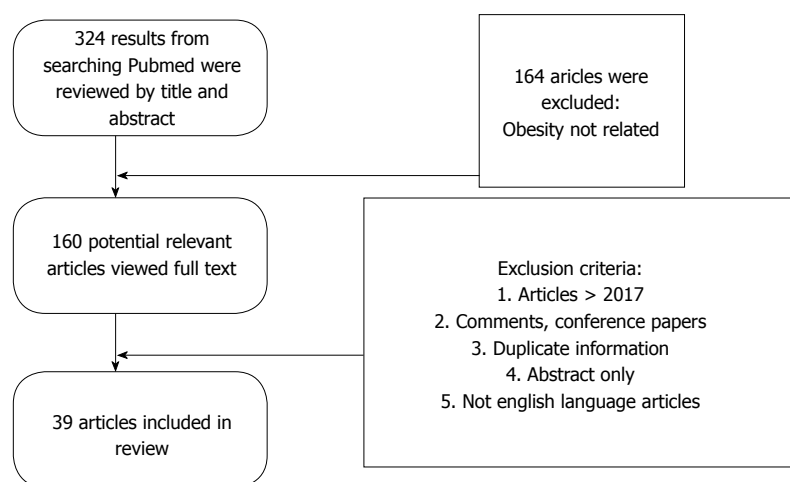 324 results from
searching Pubmed were
reviewed by title and
abstract
164 aricles were
excluded:
Obesity not related
160 potential relevant
articles viewed full text
Exclusion criteria:
1. Articles > 2017
2. Comments, conference papers
3. Duplicate information
4. Abstract only
5. Not english language articles
39 articles included in
review